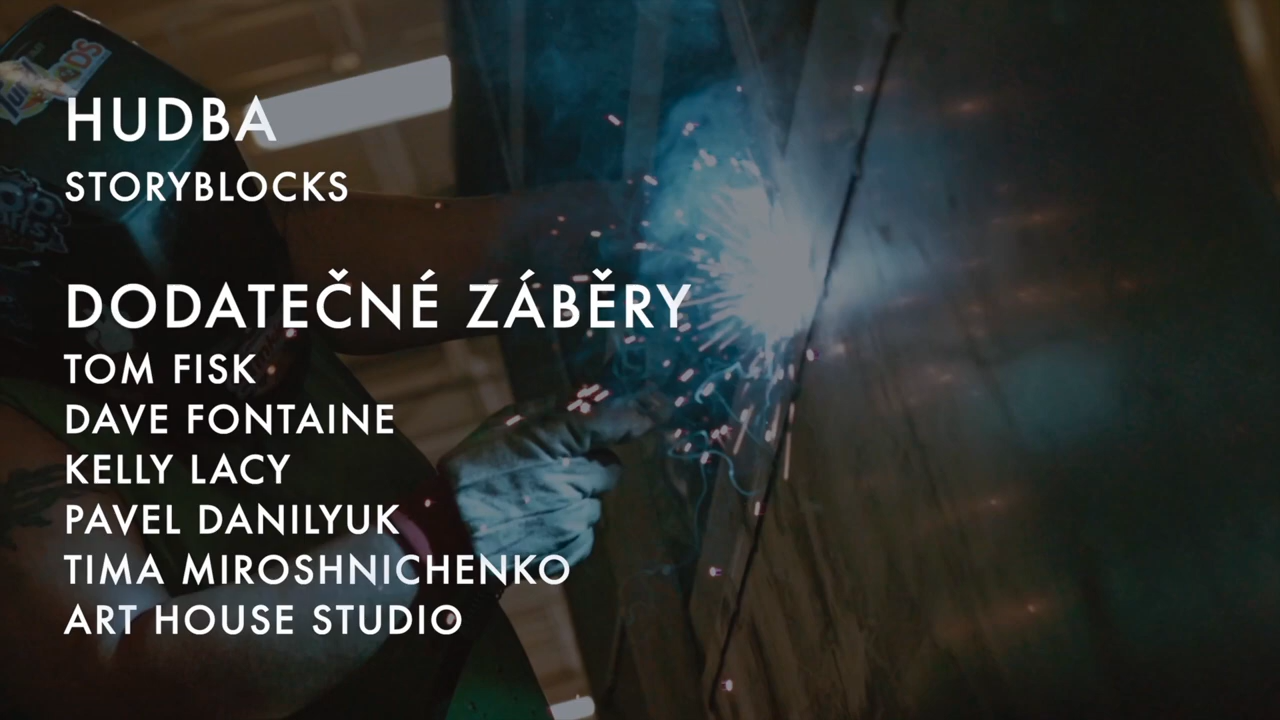 HUDBA
STORYBLOCKS
DODATEČNÉ ZÁBĚRY
TOM FISK
DAVE FONTAINE
KELLY LACY
PAVEL DANILYUK
TIMA MIROSHNICHENKO
ART HOUSE STUDIO